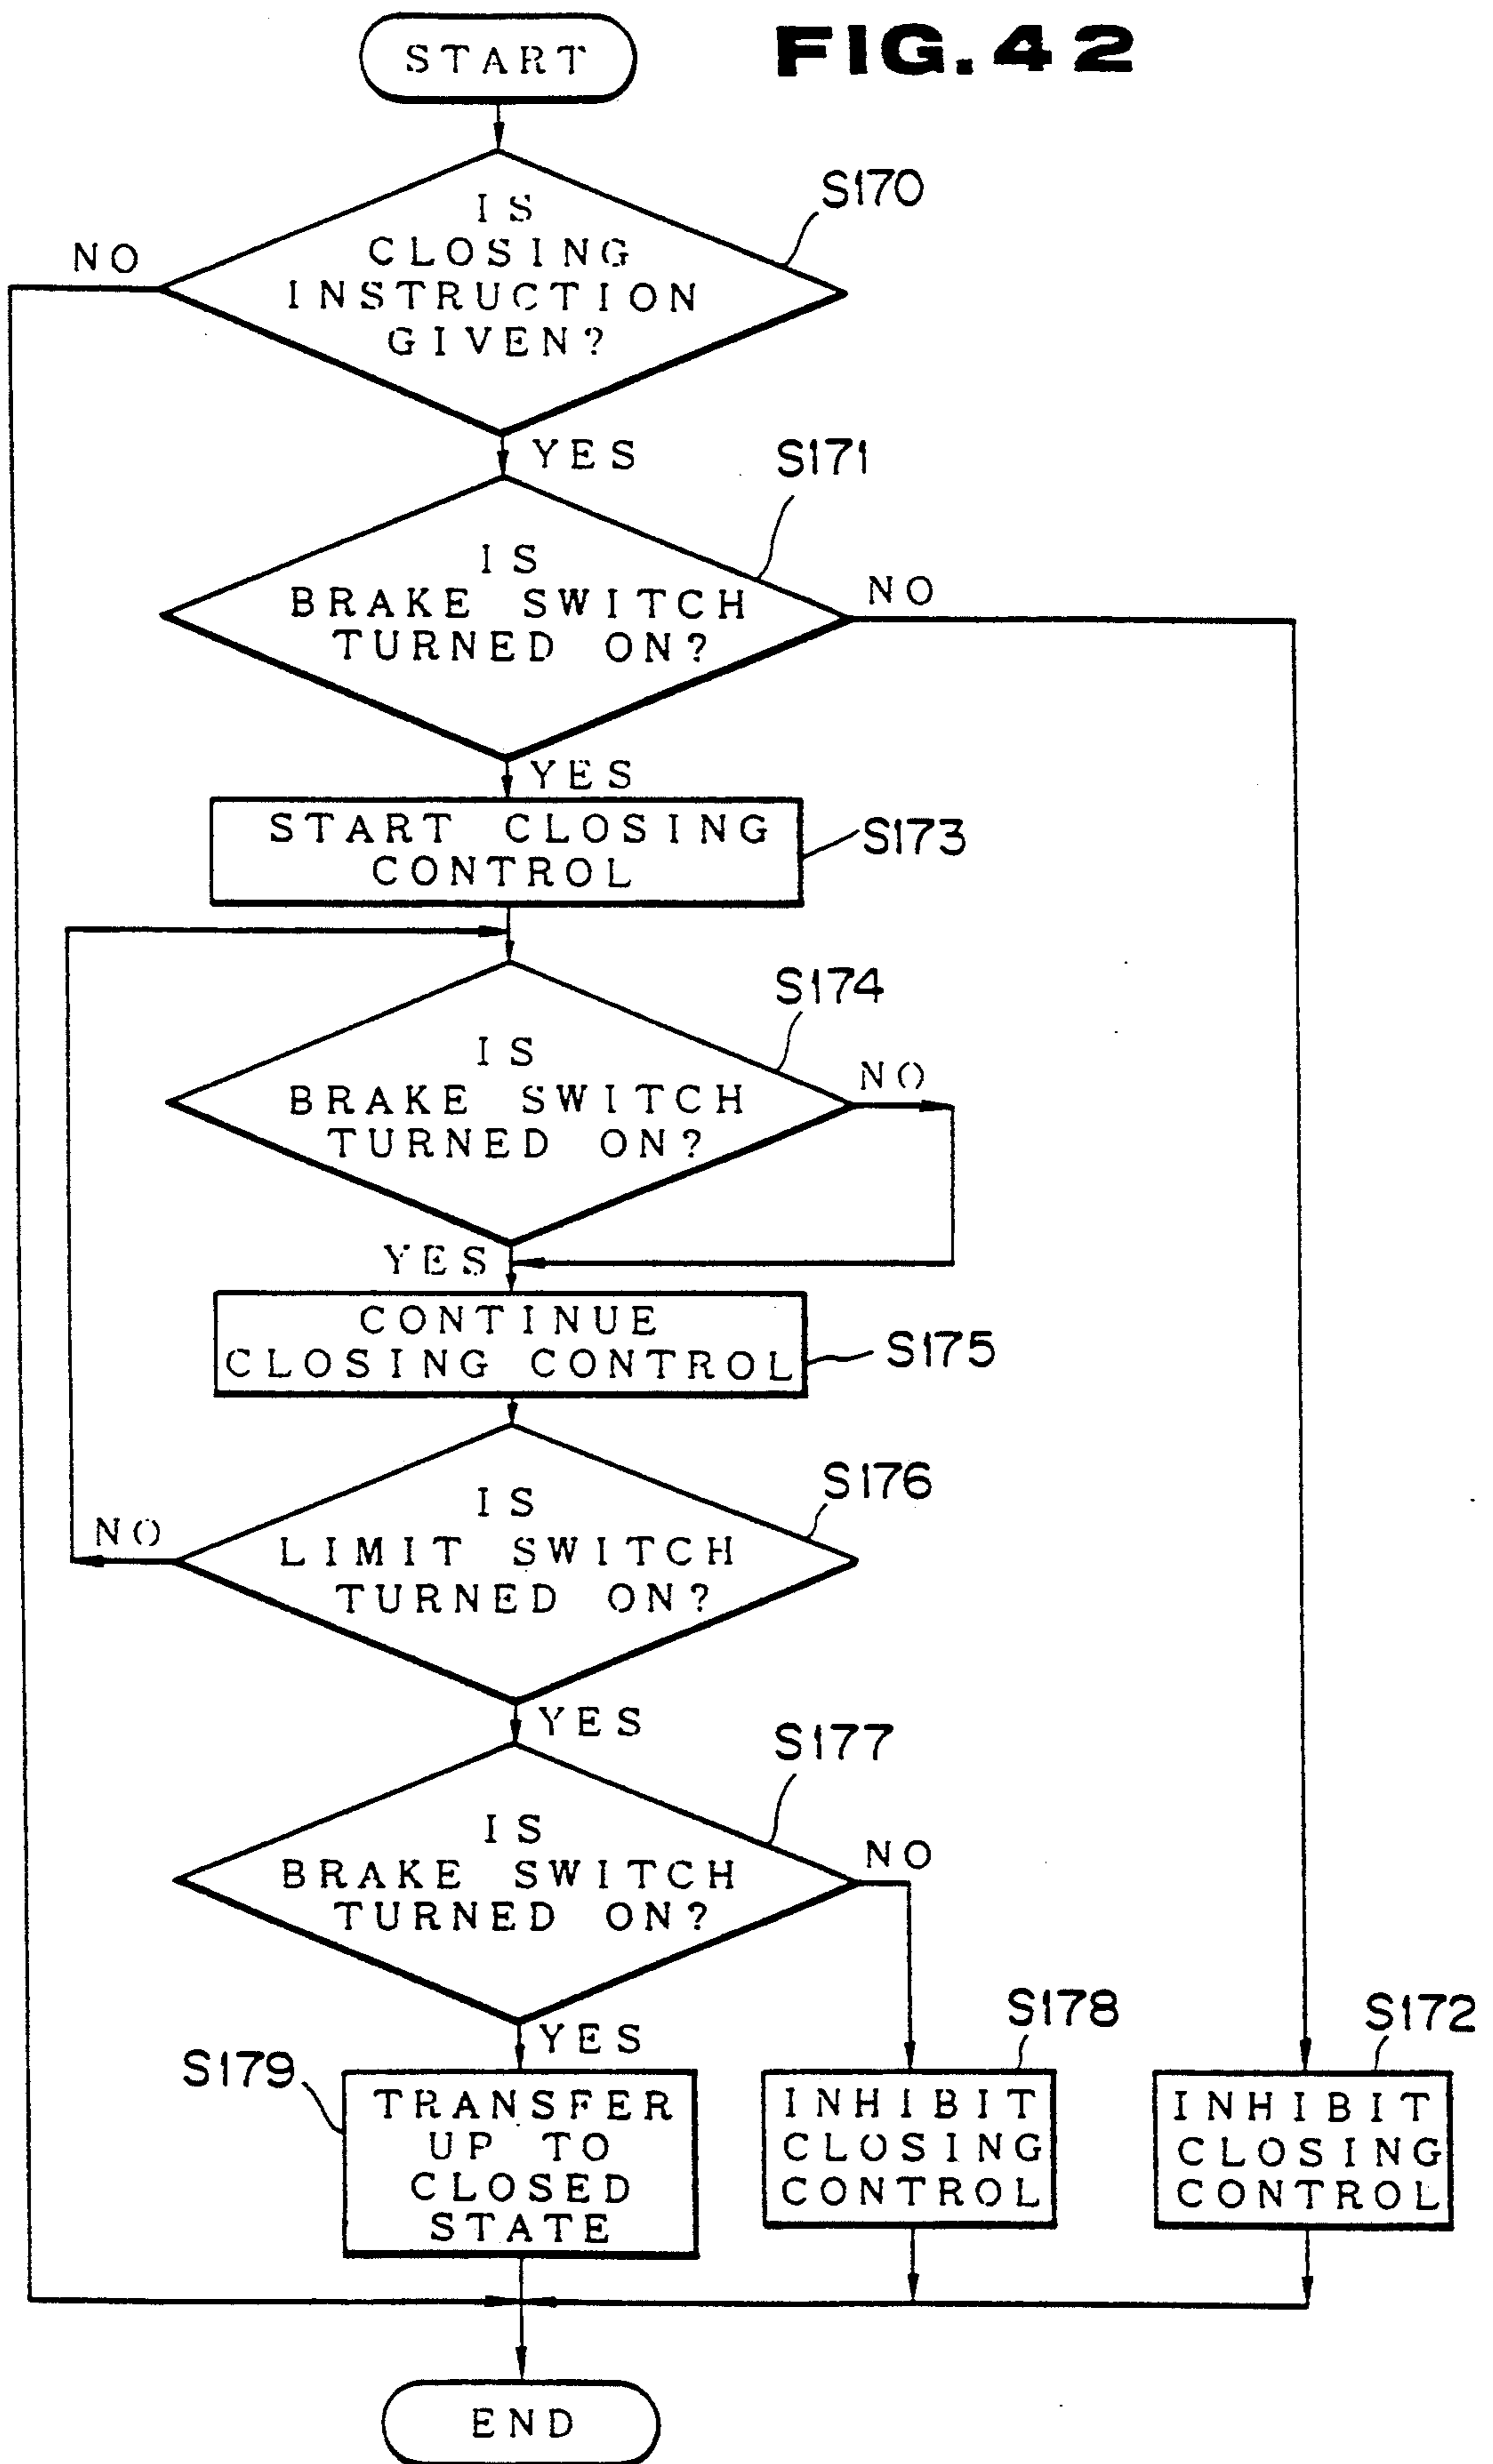 START
FIG.42
S170
IS
CLOSING
INSTRUCTION
GIVEN?
NO
YES
S171
IS
BRAKE SWITCH
TURNED ON?
NO
YES
START CLOSING
CONTROL
S173
S174
IS
BRAKE SWITCH
TURNED ON?
NO
YES
CONTINUE
CLOSING CONTROL
S175
S176
IS
LIMIT SWITCH
TURNED ON?
NO
YES
S177
IS
BRAKE SWITCH
TURNED ON?
NO
YES
S179
TRANSFER
UP TO
CLOSED
STATE
S178
INHIBIT
CLOSING
CONTROL
S172
INHIBIT
CLOSING
CONTROL
END